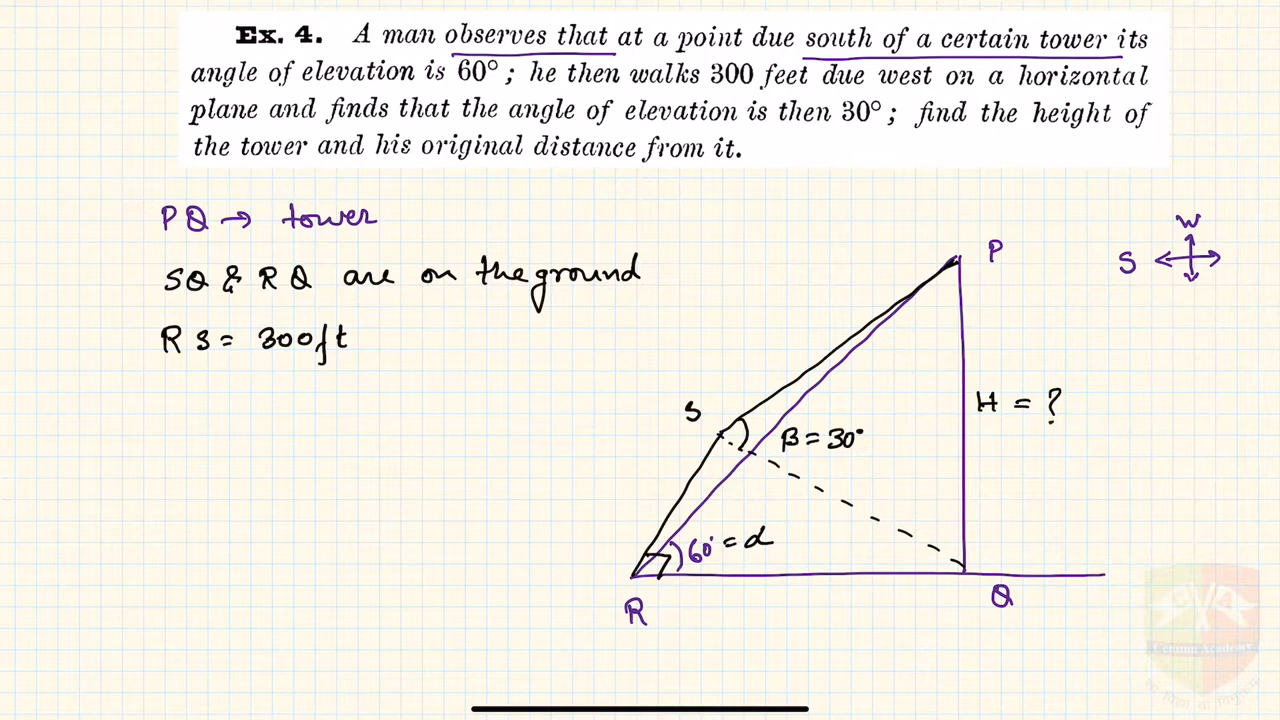 Ex. 4. A man observes that at a point due south of a certain tower its
angle of elevation is 60°; he then walks 300 feet due west on a horizontal
plane and finds that the angle of elevation is then 30°; find the height of
the tower and his original distance from it.
PQ → tower
SQ & RQ are on the ground
RS = 300ft
W
S
P
H = ?
S
β = 30°
60° = α
R
Q
Centum Academy